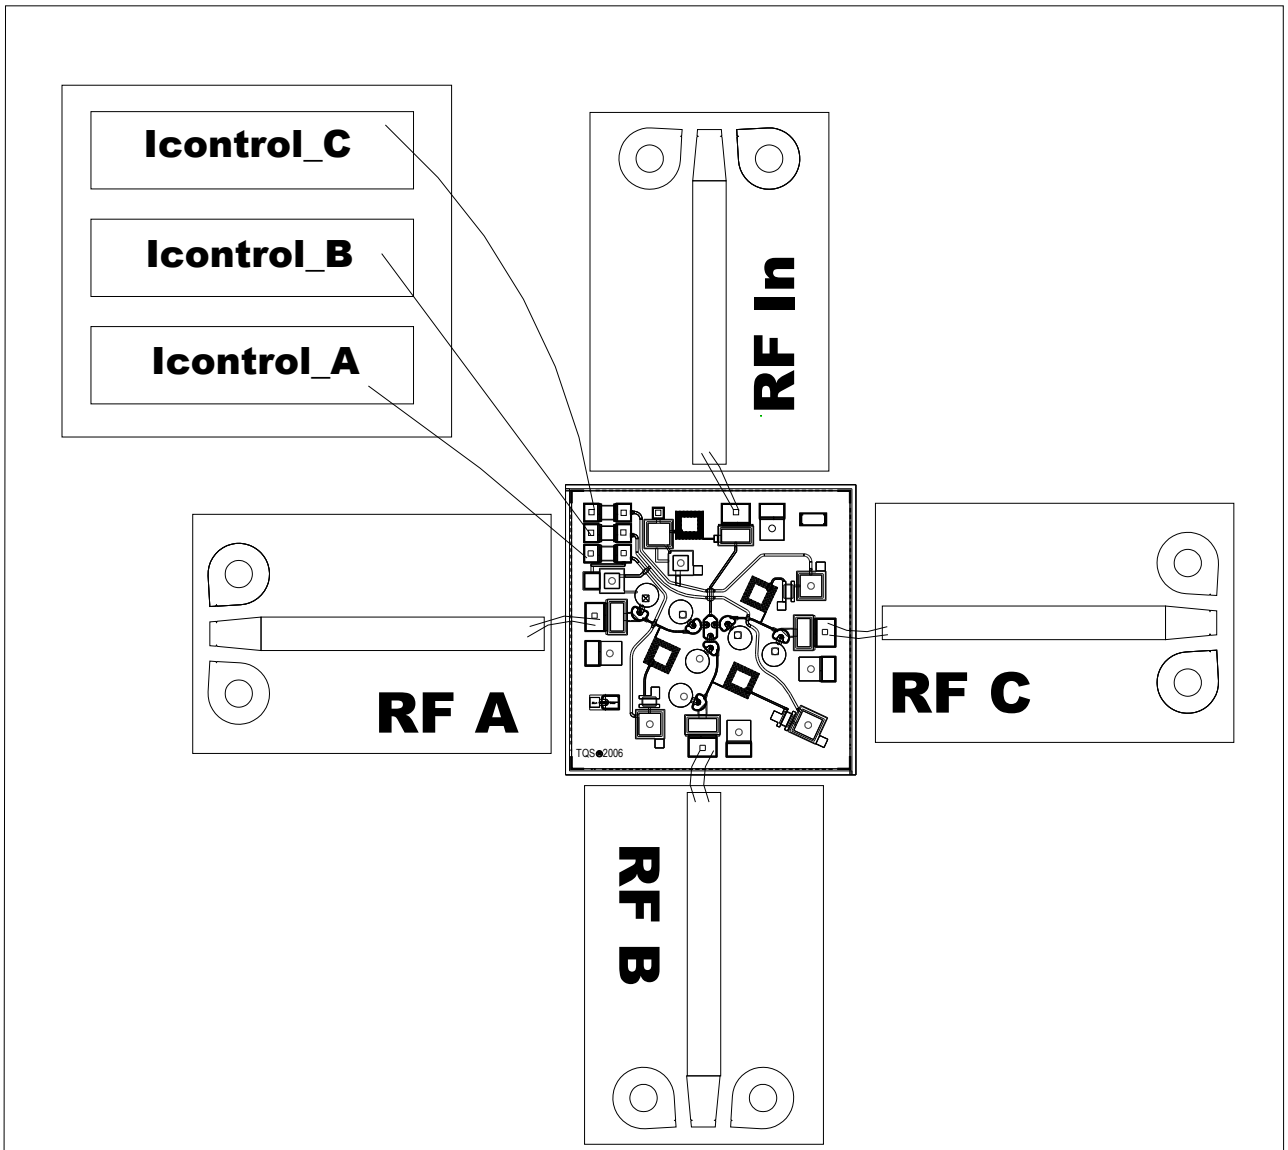 Icontrol_C
Icontrol_B
Icontrol_A
RF In
RF A
RF C
TQS 2006
RF B